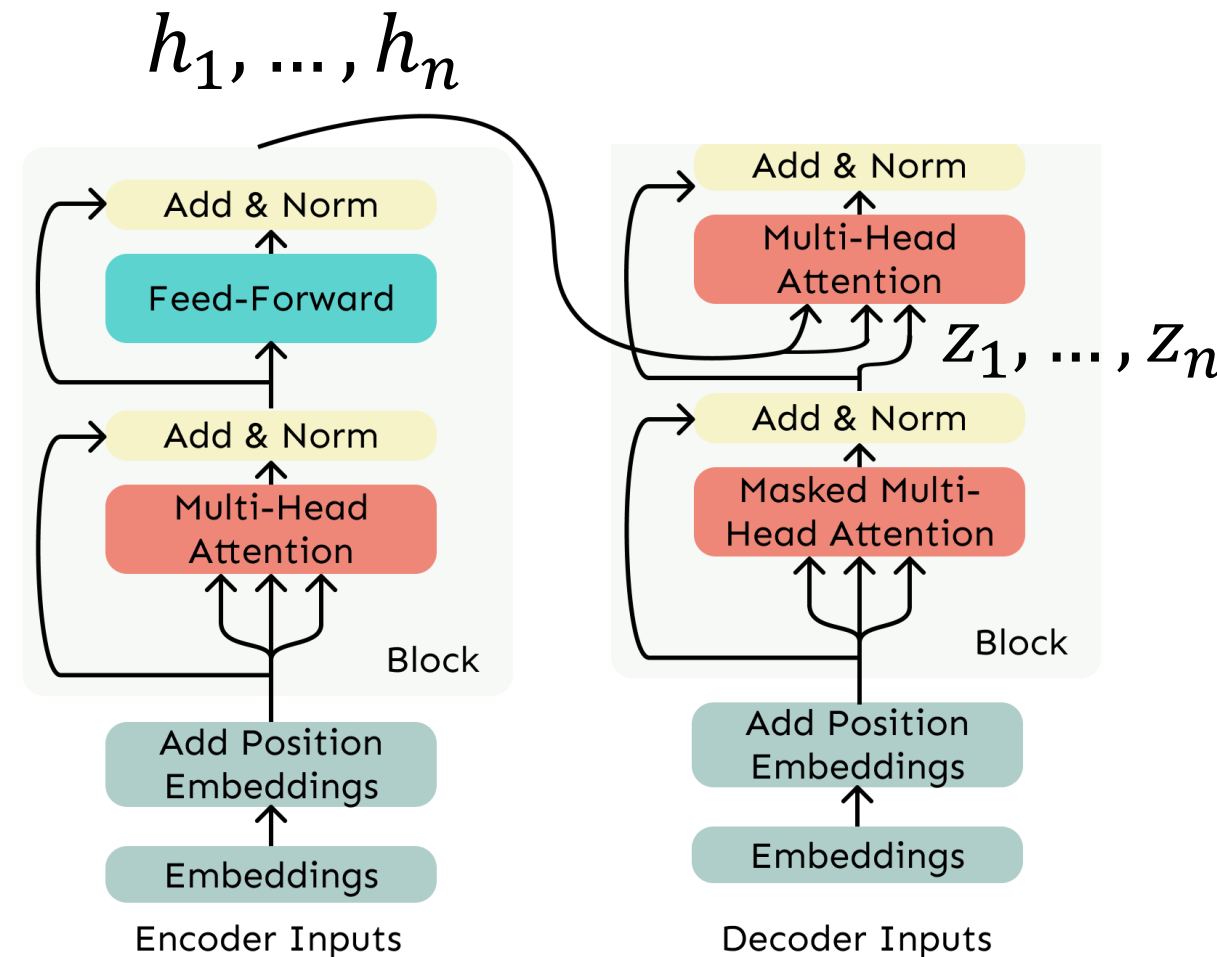 h₁, … , hₙ
Add & Norm
Feed-Forward
Add & Norm
Multi-Head
Attention
Block
Add Position
Embeddings
Embeddings
Encoder Inputs
Add & Norm
Multi-Head
Attention
z₁, … , zₙ
Add & Norm
Masked Multi-
Head Attention
Block
Add Position
Embeddings
Embeddings
Decoder Inputs